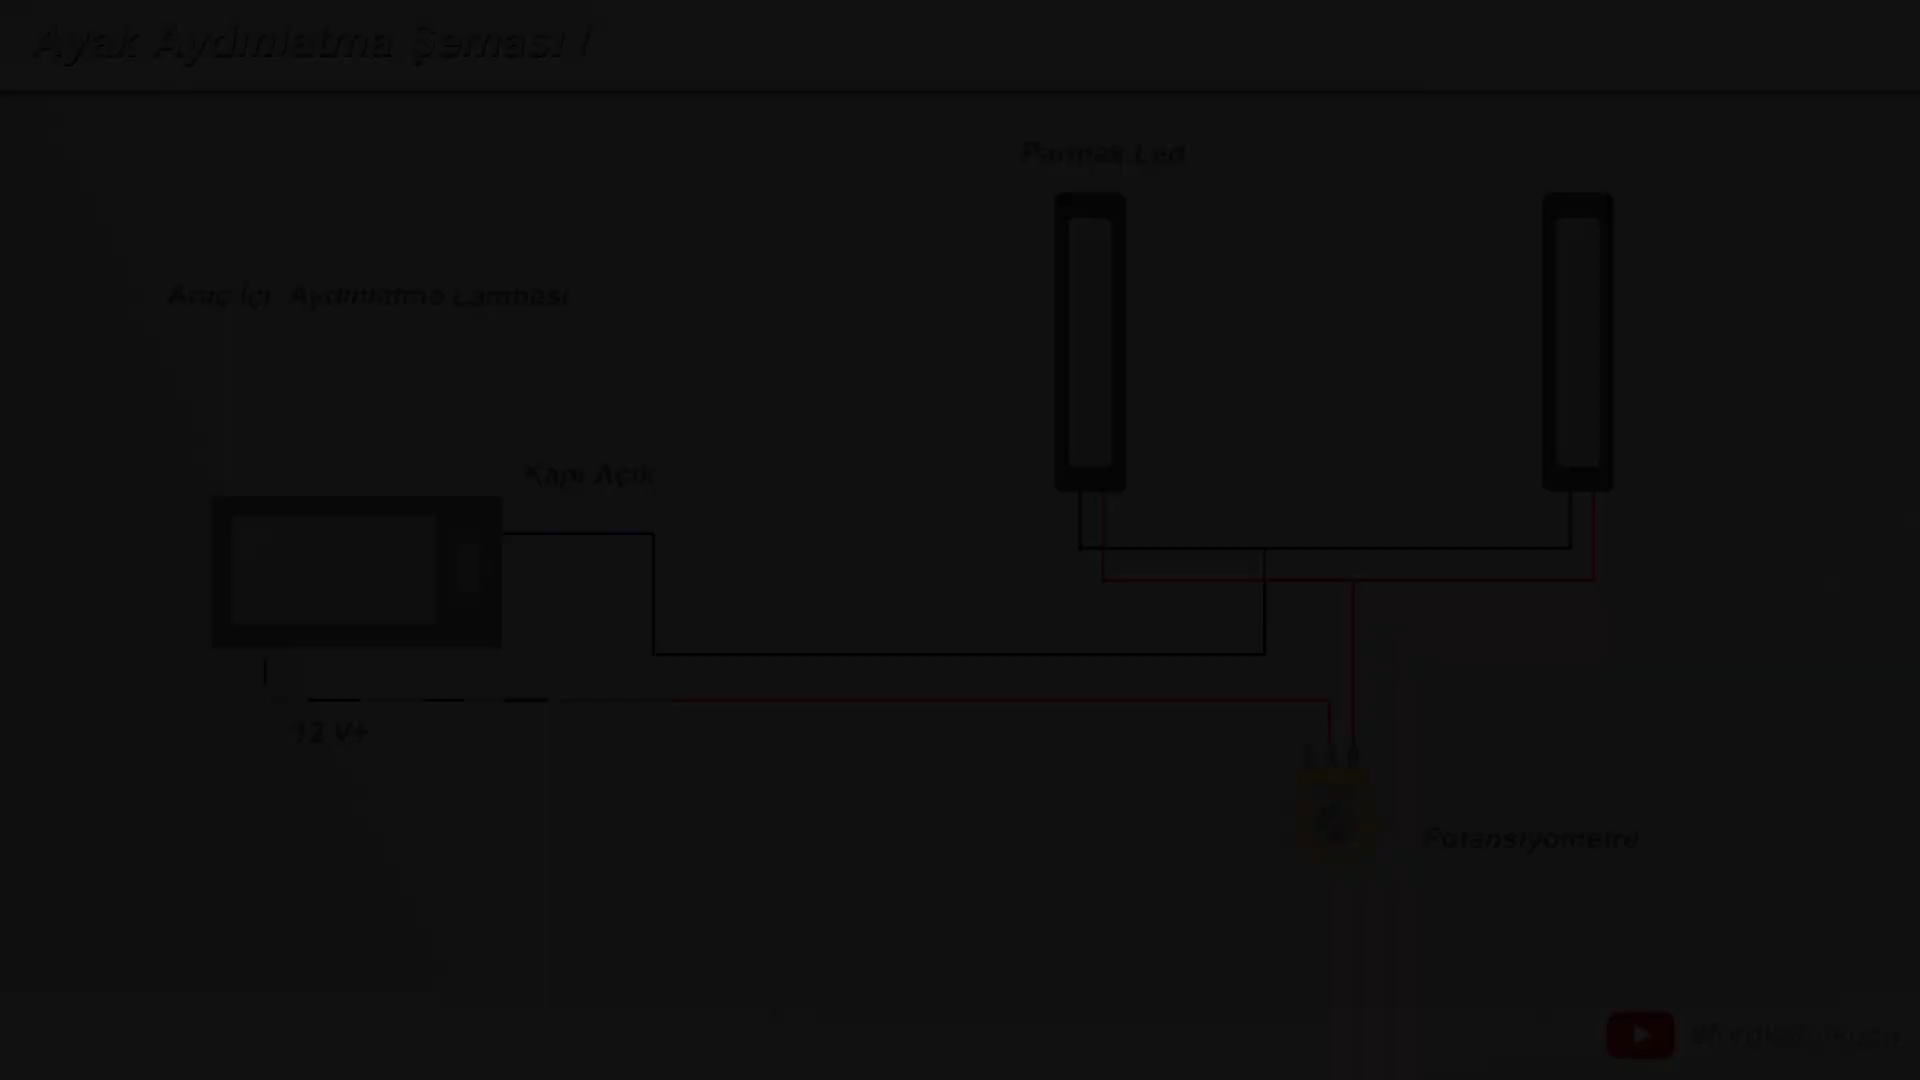 Ayak Aydınlatma Şeması !
Parmak Led
Araç İçi Aydınlatma Lambası
Kapı Açık
12 V+
Potansiyometre